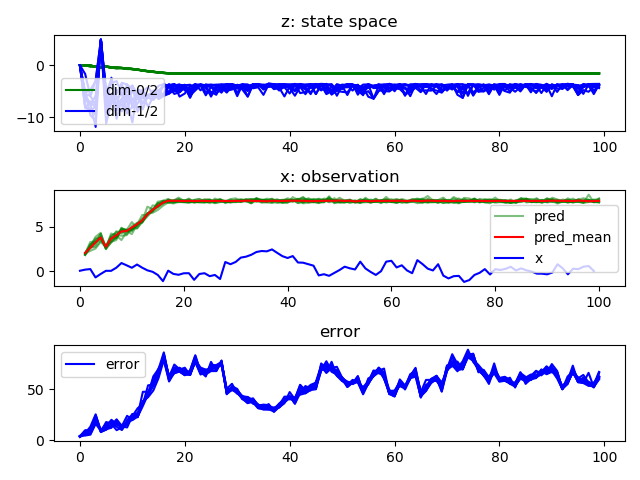 z: state space
0
−10
dim-0/2
dim-1/2
0 20 40 60 80 100
x: observation
5
0
pred
pred_mean
x
0 20 40 60 80 100
error
50
0
error
0 20 40 60 80 100